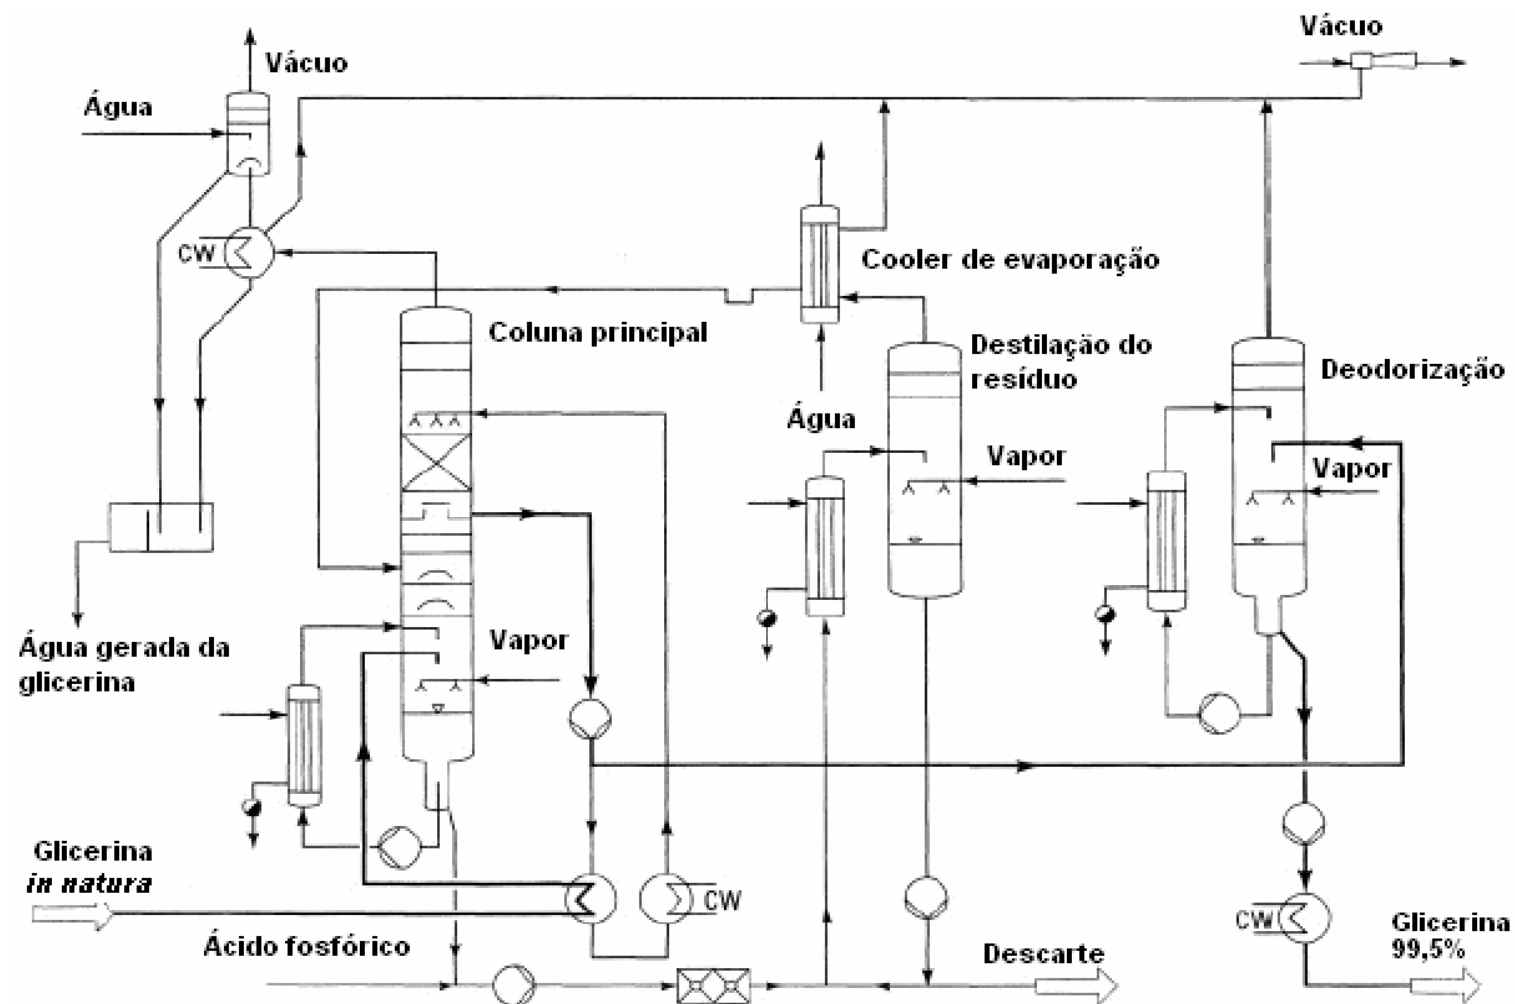 Vácuo
Vácuo
Água
CW
Cooler de evaporação
Coluna principal
Destilação do
resíduo
Deodorização
Água
Vapor
Vapor
Água gerada da
glicerina
Vapor
Glicerina
in natura
CW
CW
Glicerina
99,5%
Ácido fosfórico
Descarte